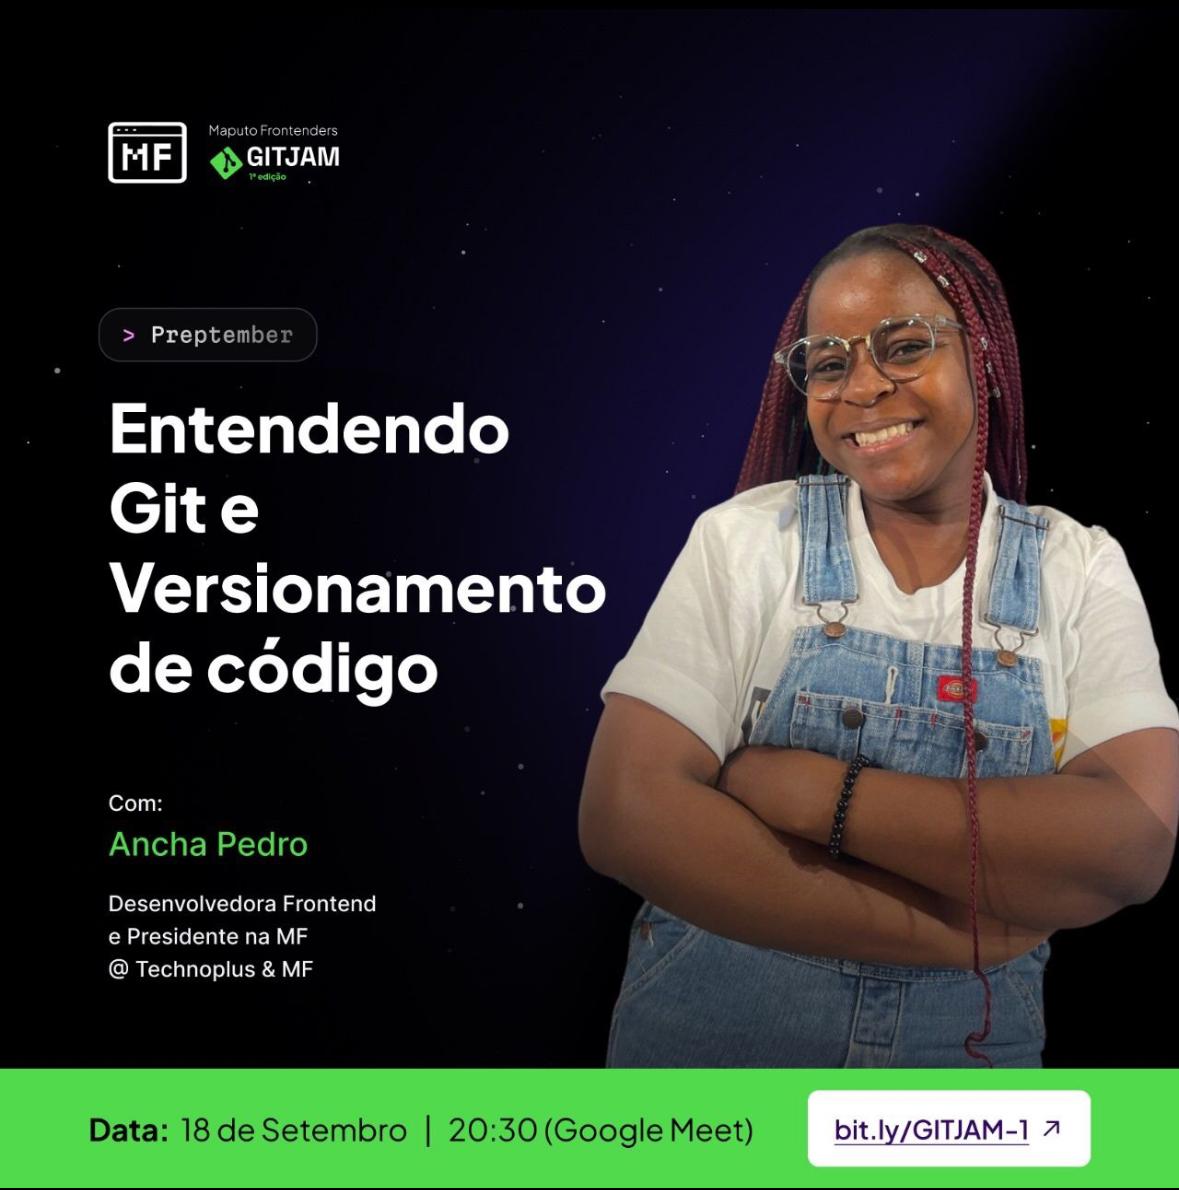 MF
Maputo Frontenders
GITJAM
1ª edição
> Preptember
Entendendo
Git e
Versionamento
de código
Com:
Ancha Pedro
Desenvolvedora Frontend
e Presidente na MF
@ Technoplus & MF
Data: 18 de Setembro | 20:30 (Google Meet)
bit.ly/GITJAM-1 ↗